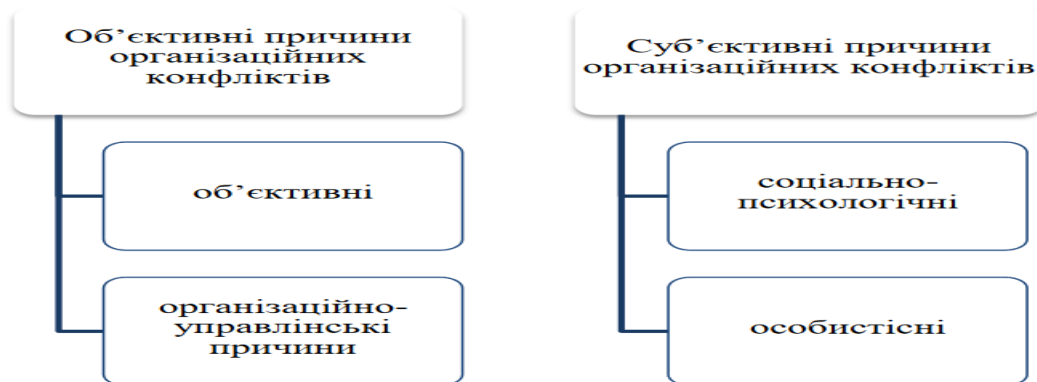 Об’єктивні причини
організаційних
конфліктів
об’єктивні
організаційно-
управлінські
причини
Суб’єктивні причини
організаційних конфліктів
соціально-
психологічні
особистісні